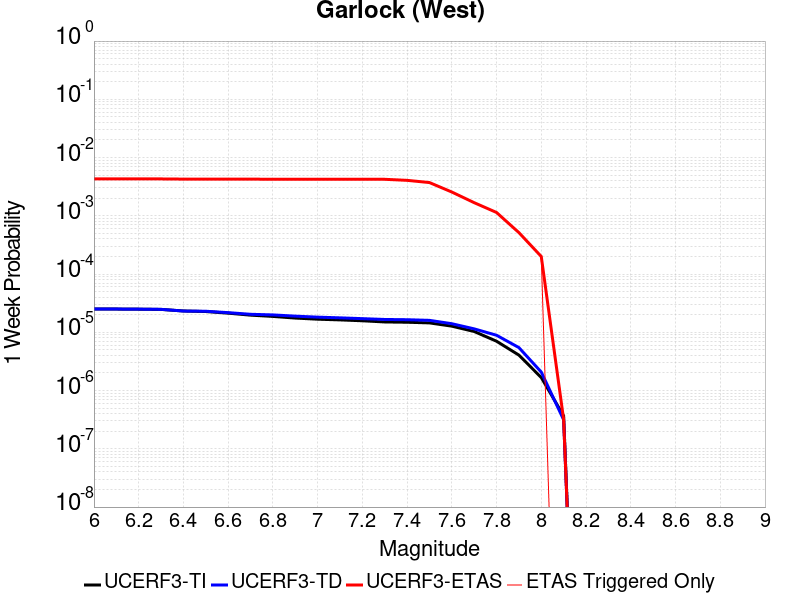 Garlock (West)
10^0
10^-1
10^-2
10^-3
10^-4
10^-5
10^-6
10^-7
10^-8
1 Week Probability
6 6.2 6.4 6.6 6.8 7 7.2 7.4 7.6 7.8 8 8.2 8.4 8.6 8.8 9
Magnitude
UCERF3-TI UCERF3-TD UCERF3-ETAS ETAS Triggered Only